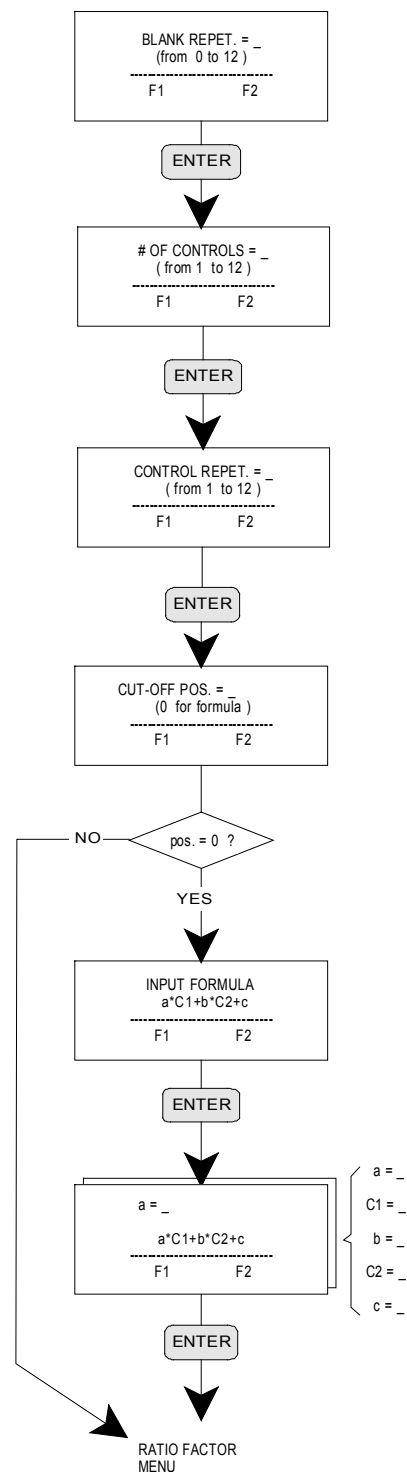 BLANK REPET. = _
(from 0 to 12 )
F1 F2
ENTER
# OF CONTROLS = _
( from 1 to 12 )
F1 F2
ENTER
CONTROL REPET. = _
( from 1 to 12 )
F1 F2
ENTER
CUT-OFF POS. = _
(0 for formula )
F1 F2
NO
pos. = 0 ?
YES
INPUT FORMULA
a*C1+b*C2+c
F1 F2
ENTER
a = _
a*C1+b*C2+c
F1 F2
a = _
C1 = _
b = _
C2 = _
c = _
ENTER
RATIO FACTOR
MENU